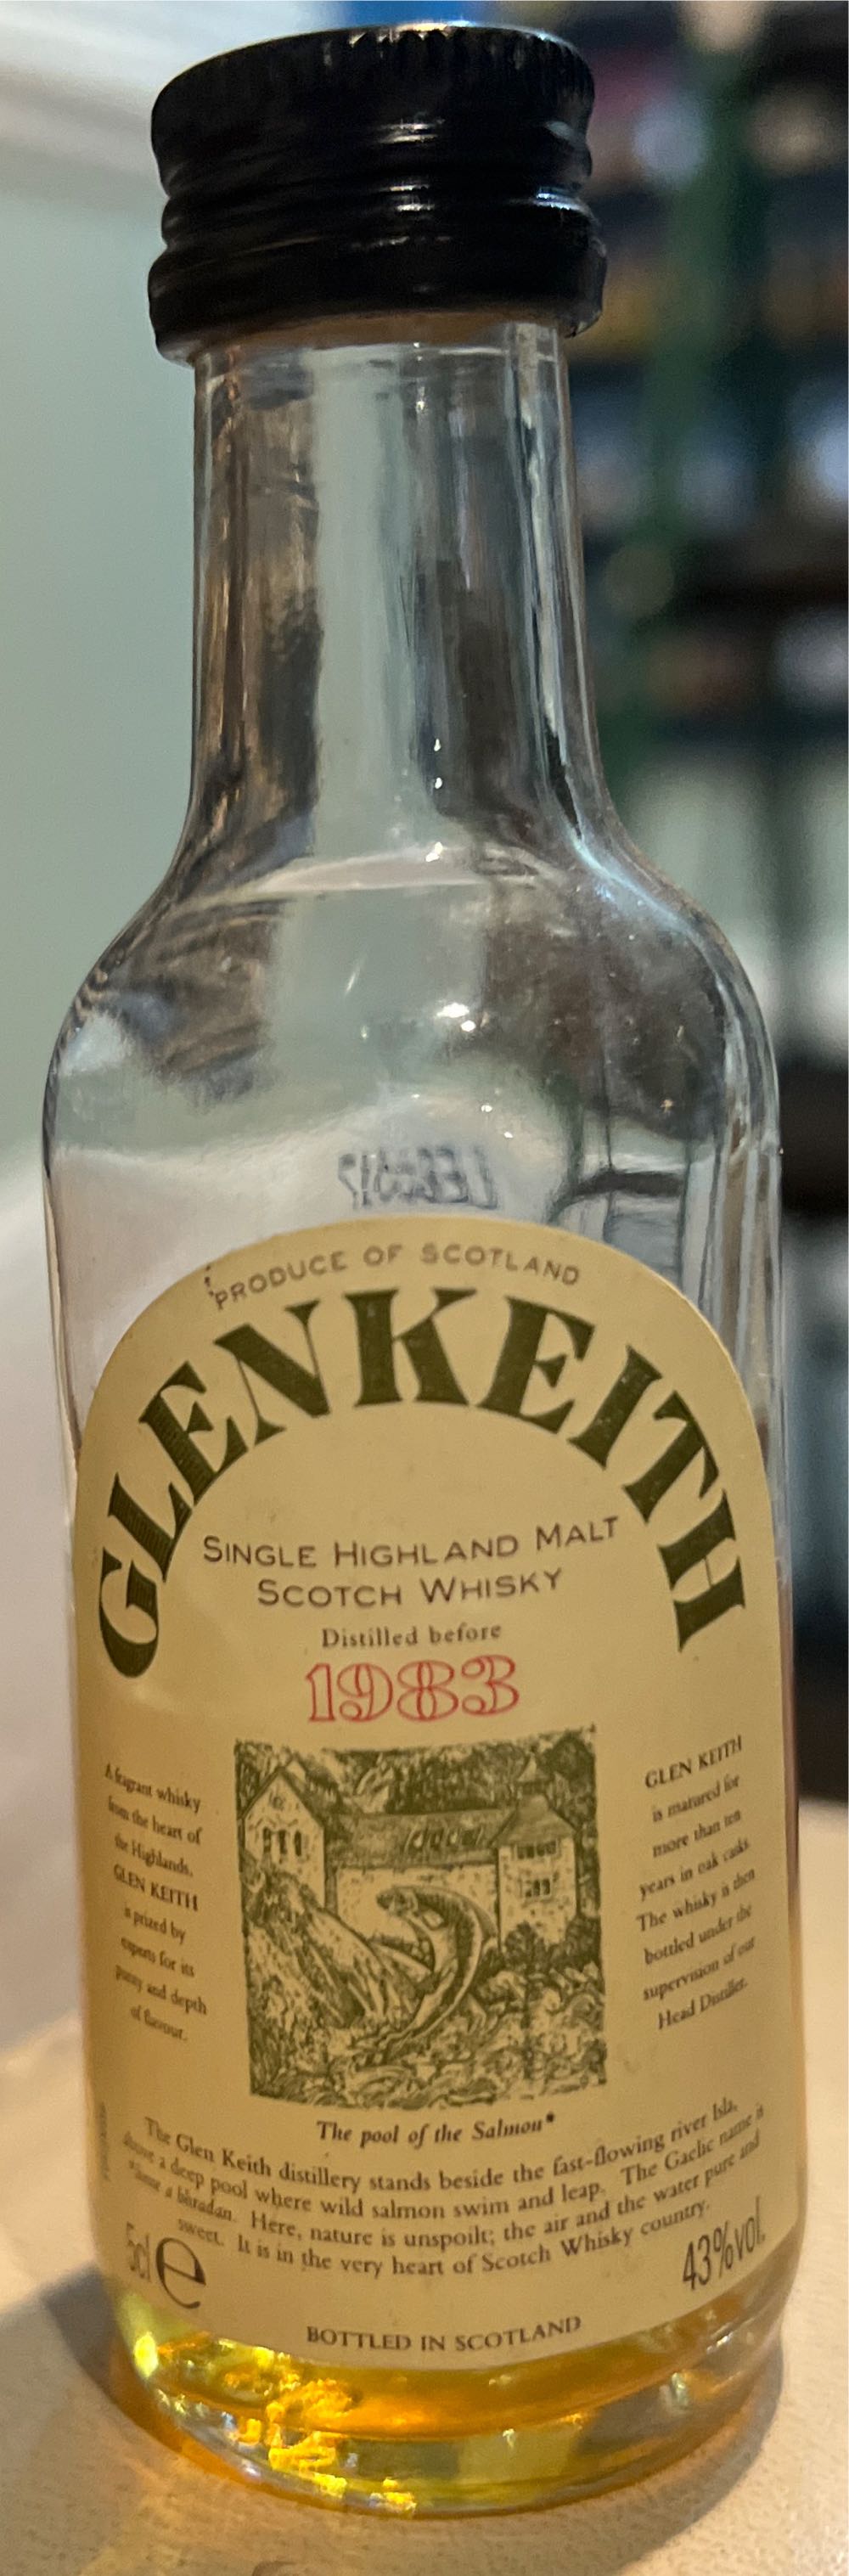 PRODUCE OF SCOTLAND
GLENKEITH
SINGLE HIGHLAND MALT
SCOTCH WHISKY
Distilled before
1983
A fragrant whisky
from the heart of
the Highlands,
GLEN KEITH
is prized by
experts for its
purity and depth
of flavour.
GLEN KEITH
is matured for
more than ten
years in oak casks.
The whisky is then
bottled under the
supervision of our
Head Distiller.
The pool of the Salmon*
The Glen Keith distillery stands beside the fast-flowing river Isla,
above a deep pool where wild salmon swim and leap. The Gaelic name is
a bhradan. Here, nature is unspoilt; the air and the water pure and
sweet. It is in the very heart of Scotch Whisky country.
5cl e
43%vol.
BOTTLED IN SCOTLAND